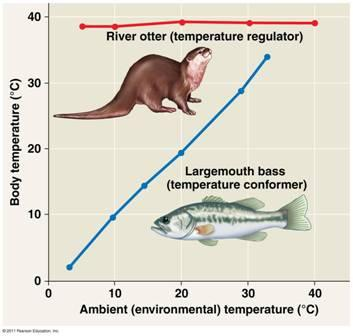 40
River otter (temperature regulator)
30
Body temperature (°C)
20
Largemouth bass
(temperature conformer)
10
0
0 10 20 30 40
Ambient (environmental) temperature (°C)
© 2011 Pearson Education, Inc.